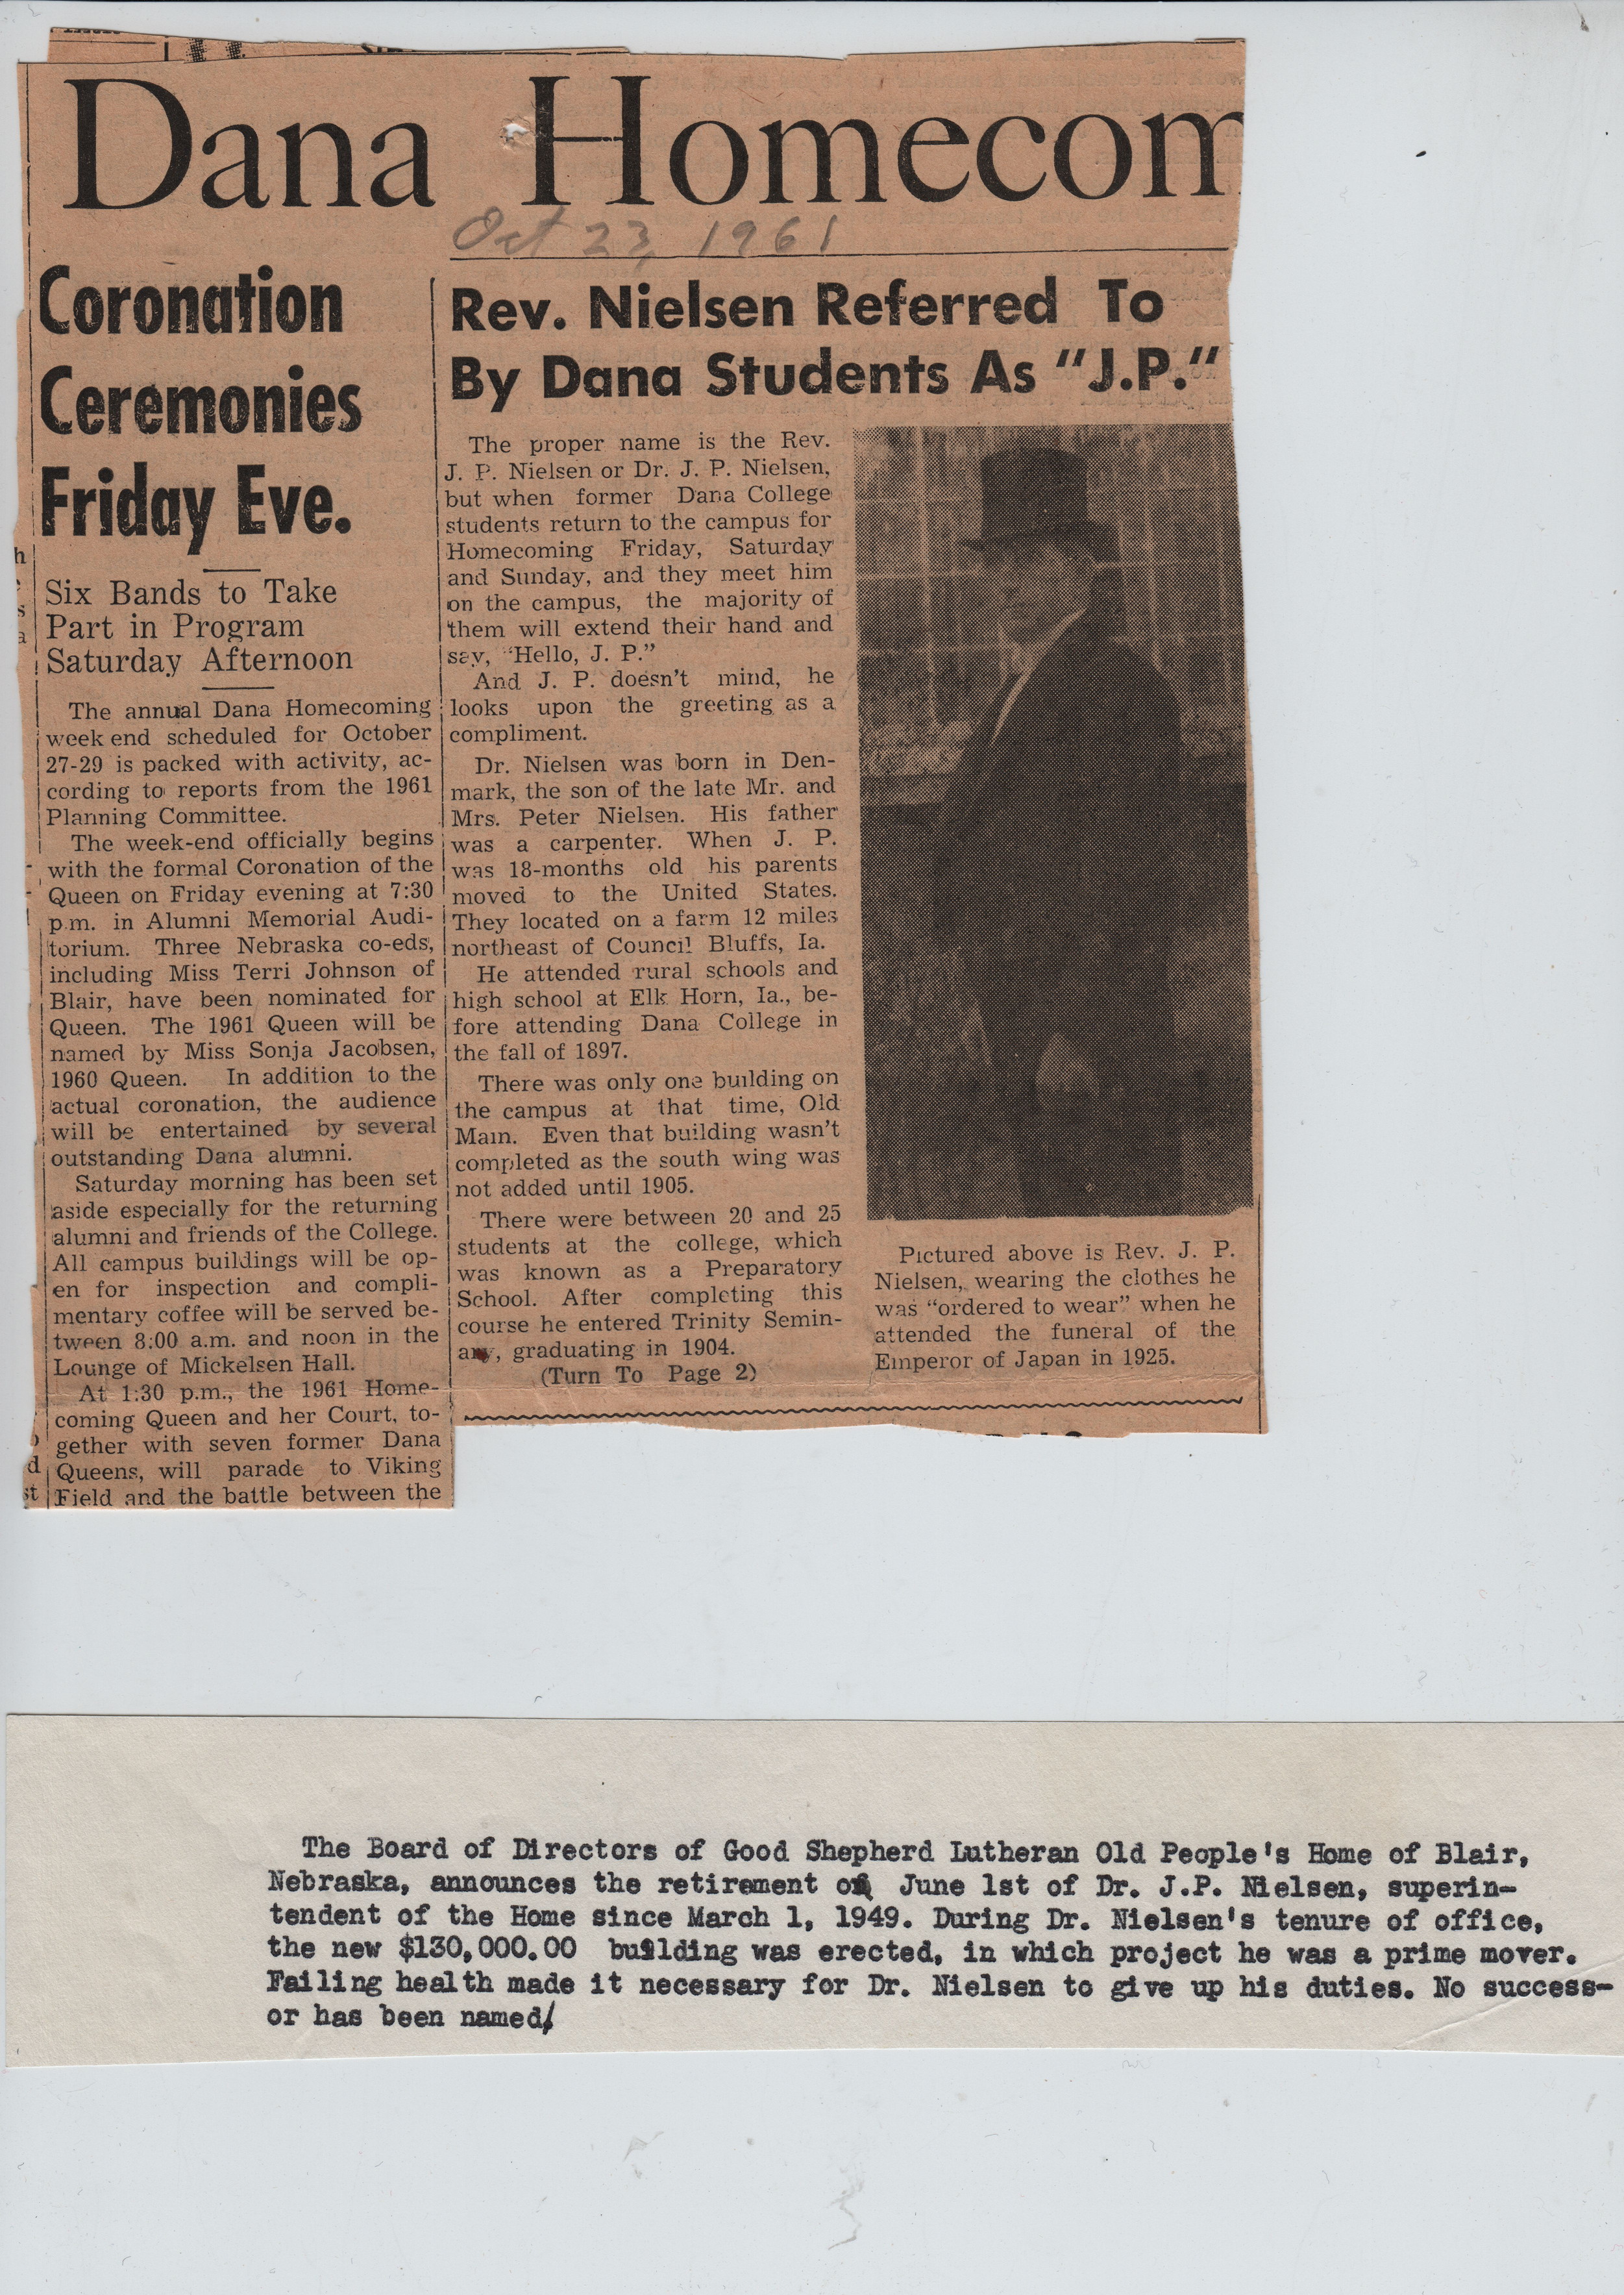 Dana Homecom
Oct 23, 1961
Coronation
Ceremonies
Friday Eve.
Six Bands to Take
Part in Program
Saturday Afternoon
The annual Dana Homecoming
week end scheduled for October
27-29 is packed with activity, ac-
cording to reports from the 1961
Planning Committee.
The week-end officially begins
with the formal Coronation of the
Queen on Friday evening at 7:30
p.m. in Alumni Memorial Audi-
torium. Three Nebraska co-eds,
including Miss Terri Johnson of
Blair, have been nominated for
Queen. The 1961 Queen will be
named by Miss Sonja Jacobsen,
1960 Queen. In addition to the
actual coronation, the audience
will be entertained by several
outstanding Dana alumni.
Saturday morning has been set
aside especially for the returning
alumni and friends of the College.
All campus buildings will be op-
en for inspection and compli-
mentary coffee will be served be-
tween 8:00 a.m. and noon in the
Lounge of Mickelsen Hall.
At 1:30 p.m., the 1961 Home-
coming Queen and her Court, to-
gether with seven former Dana
Queens, will parade to Viking
Field and the battle between the
Rev. Nielsen Referred To
By Dana Students As "J.P."
The proper name is the Rev.
J. P. Nielsen or Dr. J. P. Nielsen,
but when former Dana College
students return to the campus for
Homecoming Friday, Saturday
and Sunday, and they meet him
on the campus, the majority of
them will extend their hand and
say, "Hello, J. P."
And J. P. doesn't mind, he
looks upon the greeting as a
compliment.
Dr. Nielsen was born in Den-
mark, the son of the late Mr. and
Mrs. Peter Nielsen. His father
was a carpenter. When J. P.
was 18-months old his parents
moved to the United States.
They located on a farm 12 miles
northeast of Council Bluffs, Ia.
He attended rural schools and
high school at Elk Horn, Ia., be-
fore attending Dana College in
the fall of 1897.
There was only one building on
the campus at that time, Old
Main. Even that building wasn't
completed as the south wing was
not added until 1905.
There were between 20 and 25
students at the college, which
was known as a Preparatory
School. After completing this
course he entered Trinity Semin-
ary, graduating in 1904.
(Turn To Page 2)
Pictured above is Rev. J. P.
Nielsen, wearing the clothes he
was "ordered to wear" when he
attended the funeral of the
Emperor of Japan in 1925.
The Board of Directors of Good Shepherd Lutheran Old People's Home of Blair,
Nebraska, announces the retirement on June 1st of Dr. J.P. Nielsen, superin-
tendent of the Home since March 1, 1949. During Dr. Nielsen's tenure of office,
the new $130,000.00 building was erected, in which project he was a prime mover.
Failing health made it necessary for Dr. Nielsen to give up his duties. No success-
or has been named/